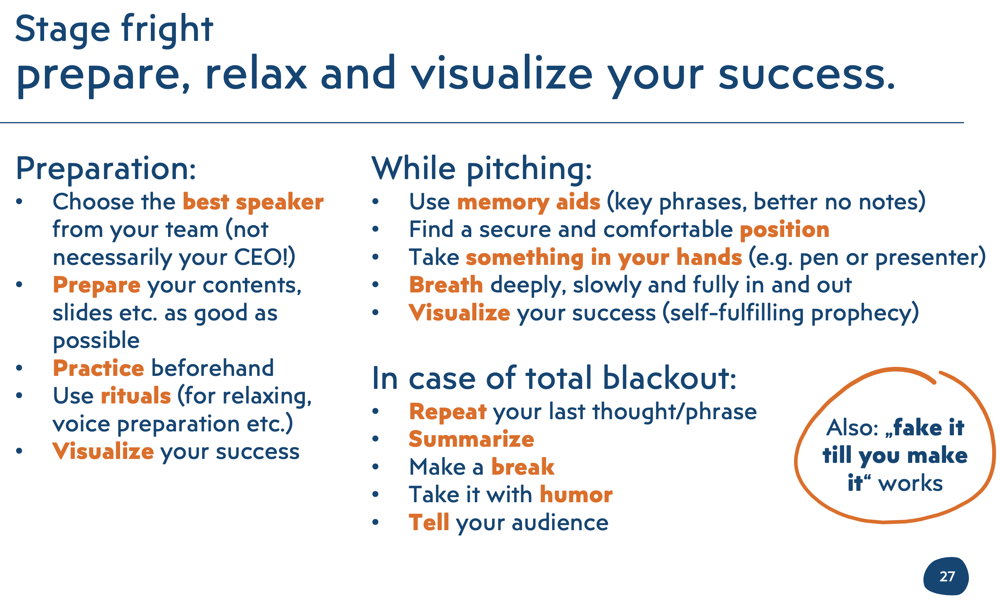 Stage fright
prepare, relax and visualize your success.
Preparation:
• Choose the best speaker
from your team (not
necessarily your CEO!)
• Prepare your contents,
slides etc. as good as
possible
• Practice beforehand
• Use rituals (for relaxing,
voice preparation etc.)
• Visualize your success
While pitching:
• Use memory aids (key phrases, better no notes)
• Find a secure and comfortable position
• Take something in your hands (e.g. pen or presenter)
• Breath deeply, slowly and fully in and out
• Visualize your success (self-fulfilling prophecy)
In case of total blackout:
• Repeat your last thought/phrase
• Summarize
• Make a break
• Take it with humor
• Tell your audience
Also: „fake it
till you make
it“ works
27